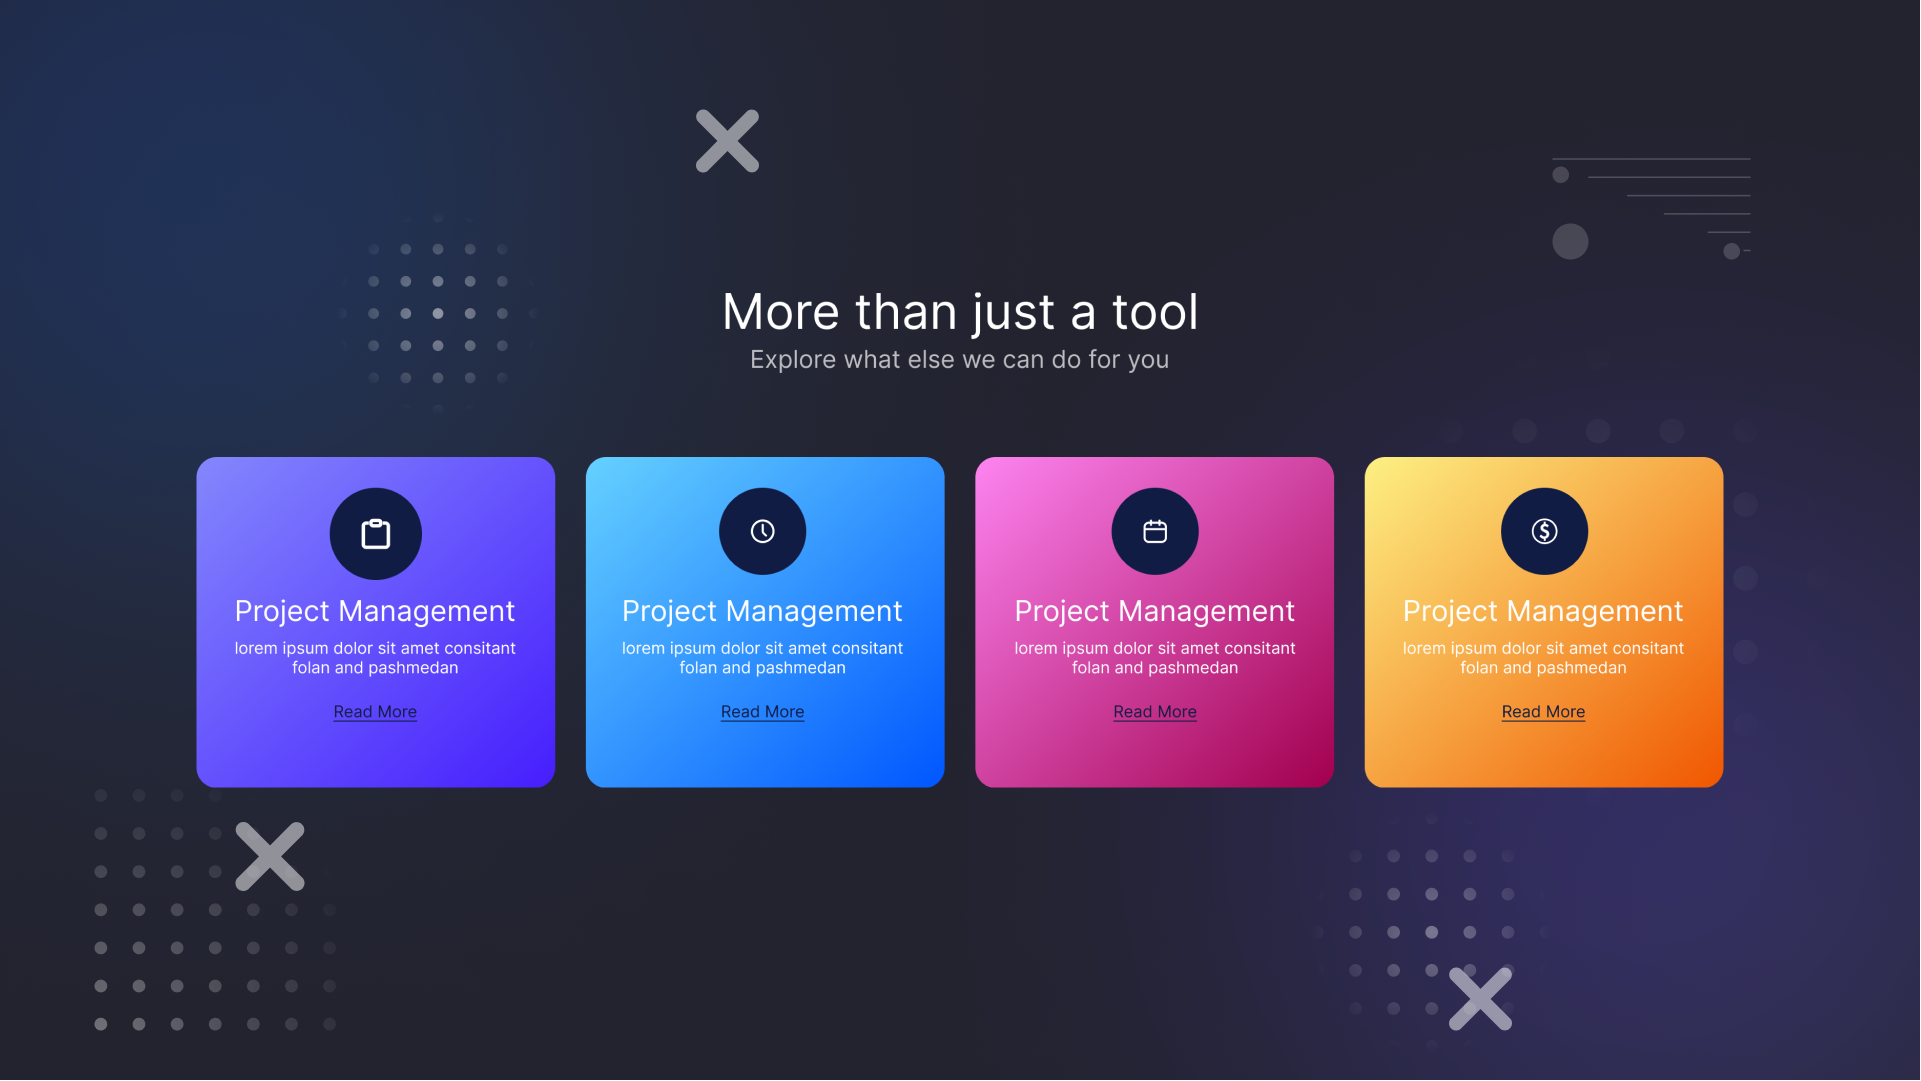 More than just a tool
Explore what else we can do for you
Project Management
lorem ipsum dolor sit amet consitant
folan and pashmedan
Read More
Project Management
lorem ipsum dolor sit amet consitant
folan and pashmedan
Read More
Project Management
lorem ipsum dolor sit amet consitant
folan and pashmedan
Read More
Project Management
lorem ipsum dolor sit amet consitant
folan and pashmedan
Read More